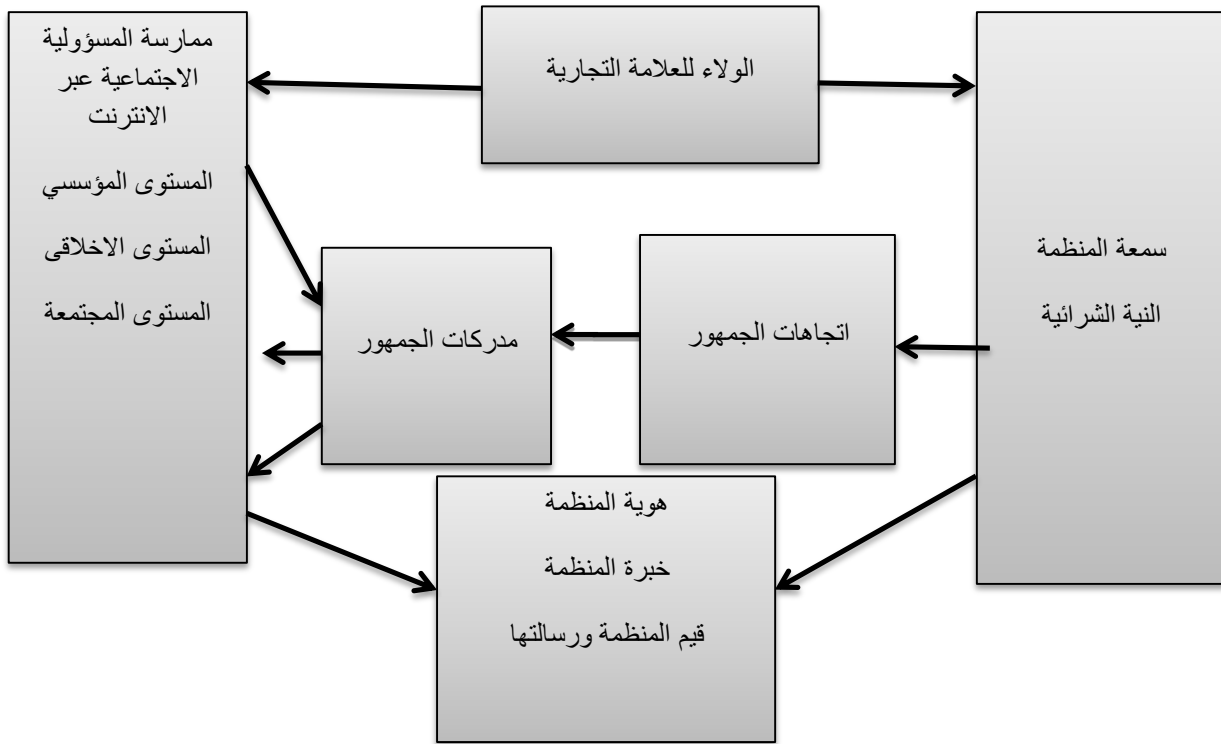 ممارسة المسؤولية
الاجتماعية عبر
الانترنت
المستوى المؤسسي
المستوى الاخلاقى
المستوى المجتمعة
الولاء للعلامة التجارية
سمعة المنظمة
النية الشرائية
اتجاهات الجمهور
مدركات الجمهور
هوية المنظمة
خبرة المنظمة
قيم المنظمة ورسالتها